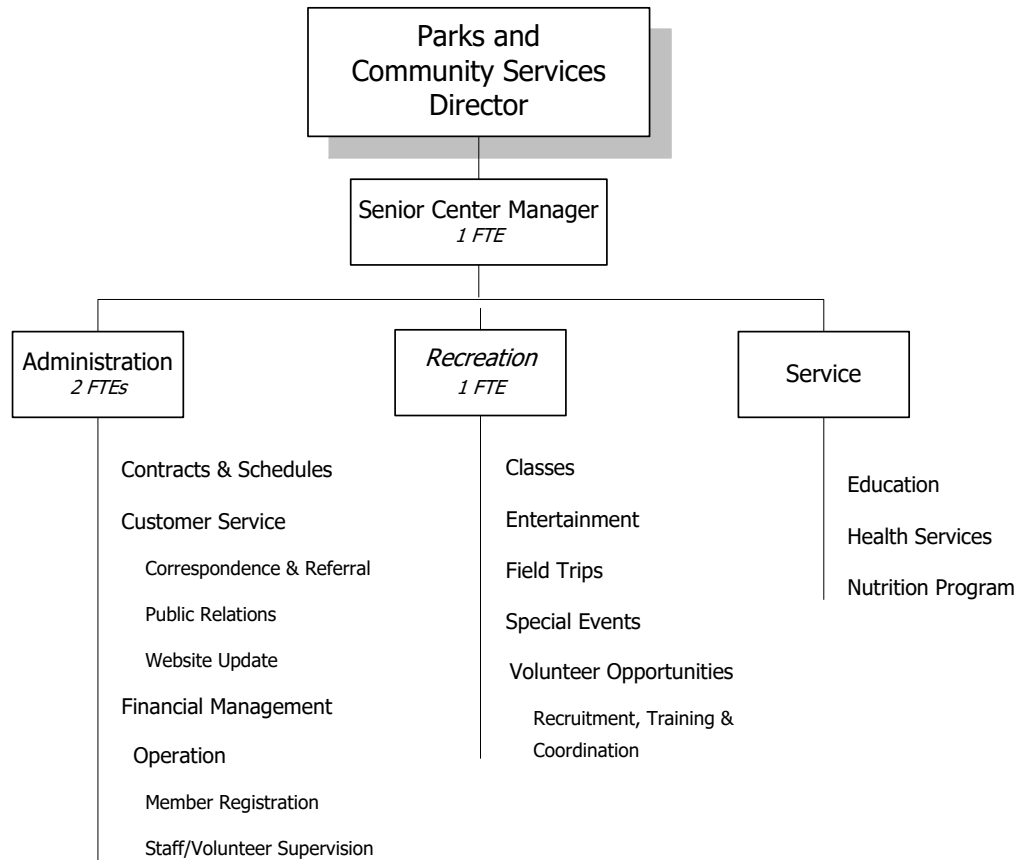 Parks and
Community Services
Director
Senior Center Manager
1 FTE
Administration
2 FTEs
Contracts & Schedules
Customer Service
Correspondence & Referral
Public Relations
Website Update
Financial Management
Operation
Member Registration
Staff/Volunteer Supervision
Recreation
1 FTE
Classes
Entertainment
Field Trips
Special Events
Volunteer Opportunities
Recruitment, Training &
Coordination
Service
Education
Health Services
Nutrition Program